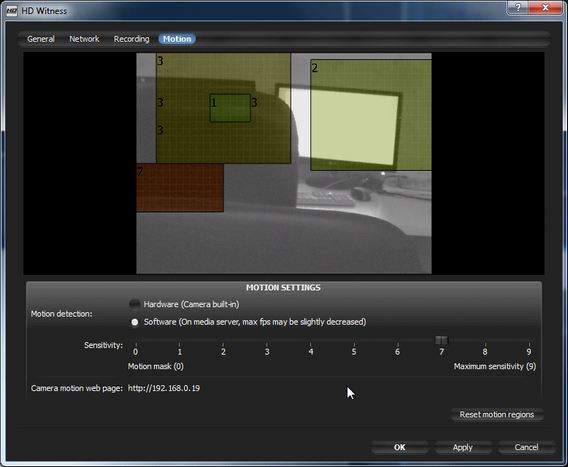 HD HD Witness
General Network Recording Motion
3
2
3 1 3
3
7
MOTION SETTINGS
Motion detection: Hardware (Camera built-in)
Software (On media server, max fps may be slightly decreased)
Sensitivity:
0 1 2 3 4 5 6 7 8 9
Motion mask (0) Maximum sensitivity (9)
Camera motion web page: http://192.168.0.19
Reset motion regions
OK Apply Cancel